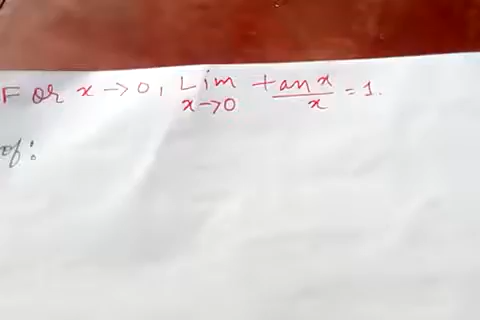 For x→0, Lim x→0 tan x / x = 1.
of: